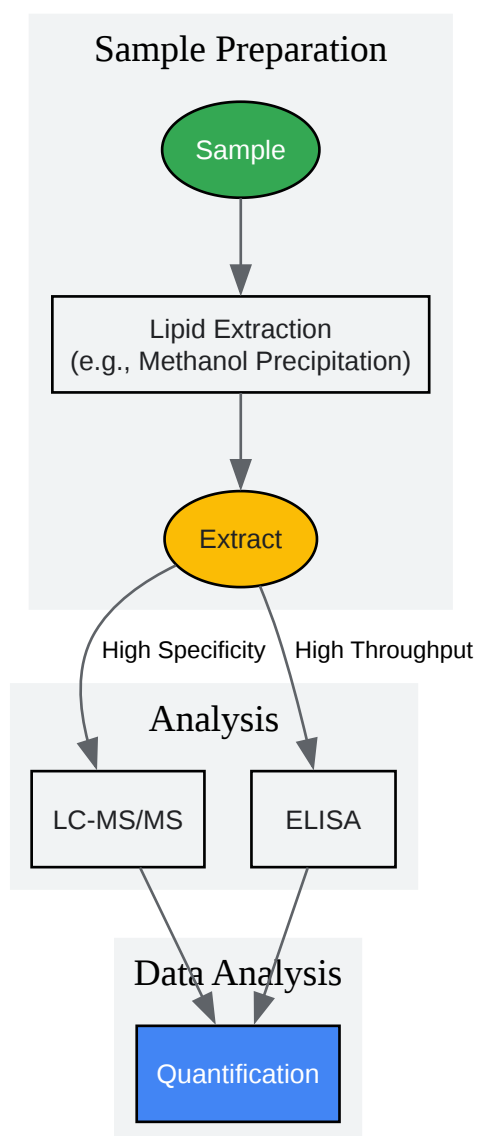 Sample Preparation
Sample
Lipid Extraction
(e.g., Methanol Precipitation)
Extract
High Specificity
High Throughput
Analysis
LC-MS/MS
ELISA
Data Analysis
Quantification